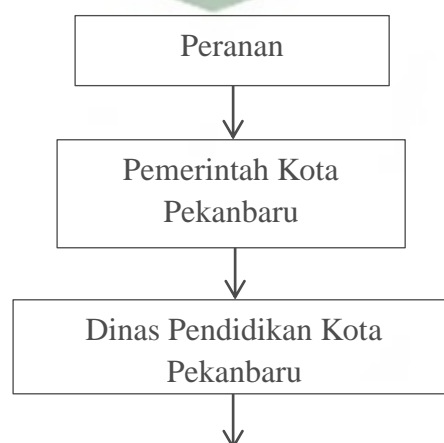 Peranan
Pemerintah Kota
Pekanbaru
Dinas Pendidikan Kota
Pekanbaru